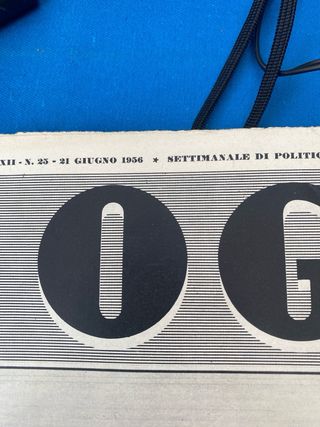 XII - N. 25 - 21 GIUGNO 1956 ★ SETTIMANALE DI POLITIC
OG